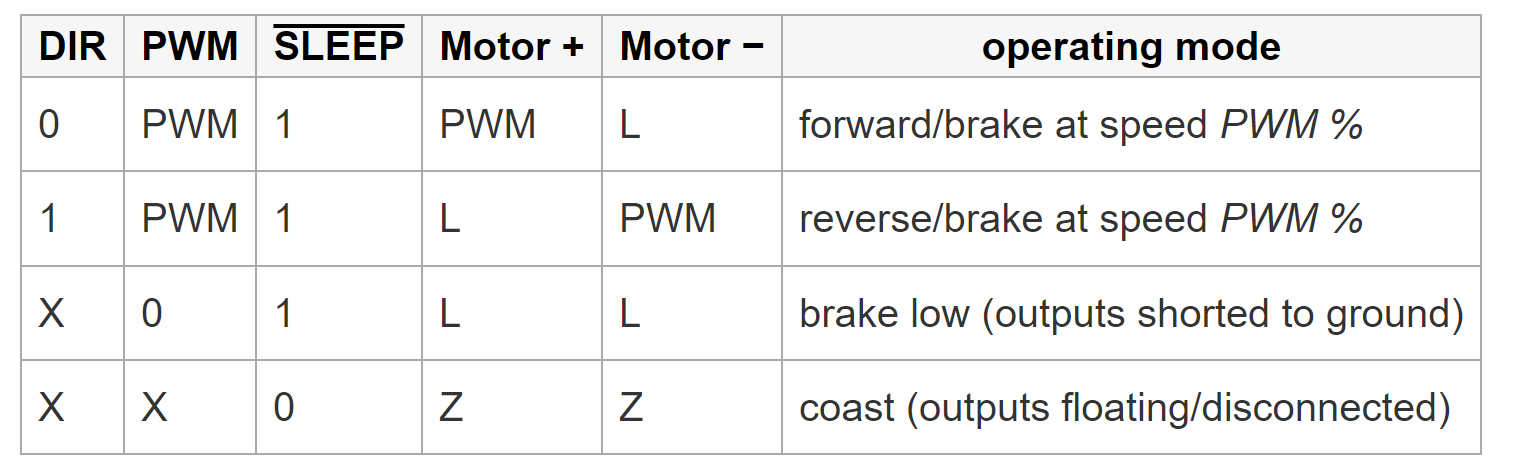 DIR PWM SLEEP Motor + Motor − operating mode
0 PWM 1 PWM L forward/brake at speed PWM %
1 PWM 1 L PWM reverse/brake at speed PWM %
X 0 1 L L brake low (outputs shorted to ground)
X X 0 Z Z coast (outputs floating/disconnected)